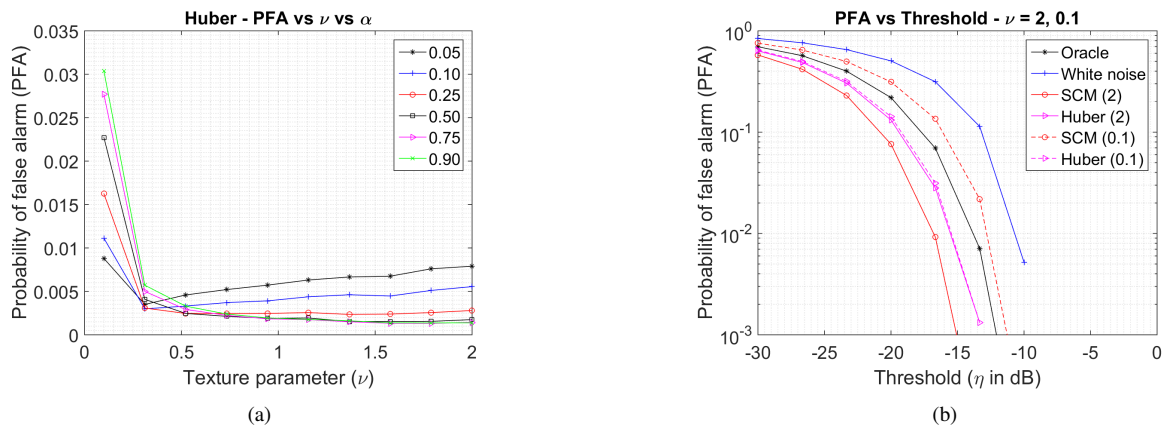 Huber - PFA vs ν vs α
Probability of false alarm (PFA)
0.035
0.03
0.025
0.02
0.015
0.01
0.005
0
0.05
0.10
0.25
0.50
0.75
0.90
0 0.5 1 1.5 2
Texture parameter (ν)
(a)
PFA vs Threshold - ν = 2, 0.1
Probability of false alarm (PFA)
10^0
10^-1
10^-2
10^-3
Oracle
White noise
SCM (2)
Huber (2)
SCM (0.1)
Huber (0.1)
-30 -25 -20 -15 -10 -5 0
Threshold (η in dB)
(b)